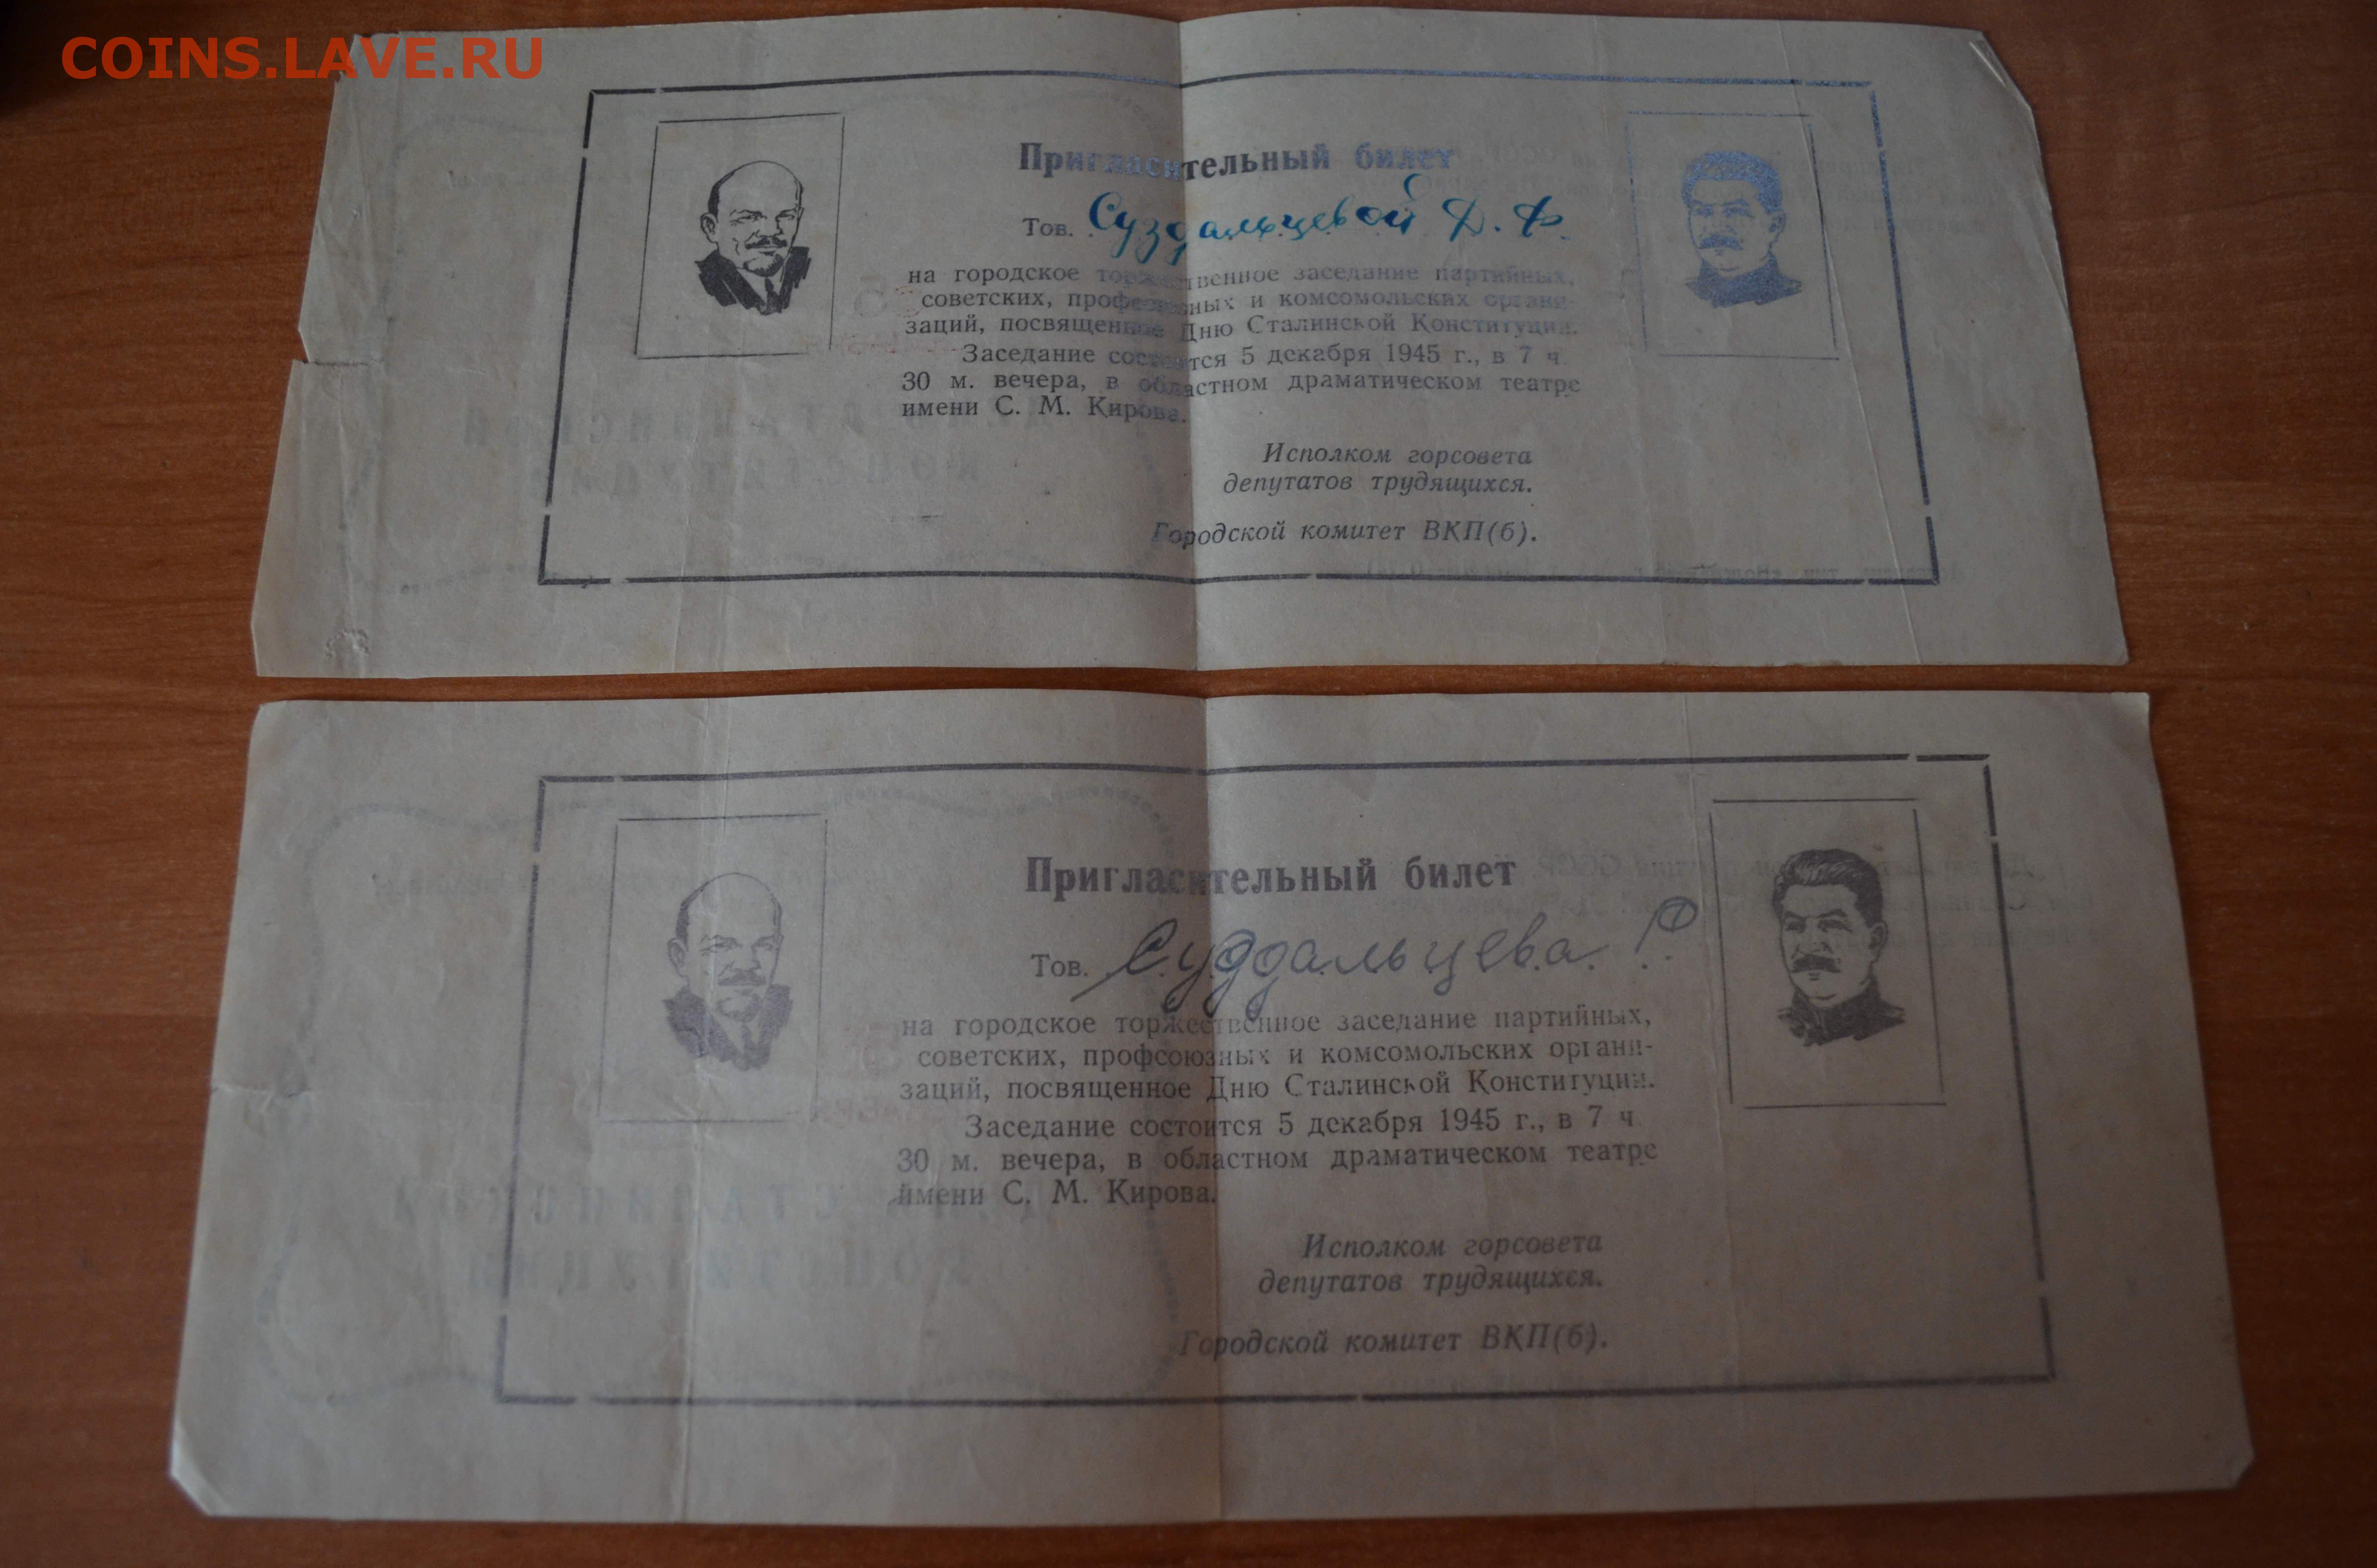 COINS.LAVE.RU
Пригласительный билет
Тов. Суздальцевой Д. Ф.
на городское торжественное заседание партийных,
советских, профсоюзных и комсомольских органи-
заций, посвященное Дню Сталинской Конституции.
Заседание состоится 5 декабря 1945 г., в 7 ч
30 м. вечера, в областном драматическом театре
имени С. М. Кирова.
Исполком горсовета
депутатов трудящихся.
Городской комитет ВКП(б).
Пригласительный билет
Тов. Суздальцева
на городское торжественное заседание партийных,
советских, профсоюзных и комсомольских органи-
заций, посвященное Дню Сталинской Конституции.
Заседание состоится 5 декабря 1945 г., в 7 ч
30 м. вечера, в областном драматическом театре
имени С. М. Кирова.
Исполком горсовета
депутатов трудящихся.
Городской комитет ВКП(б).